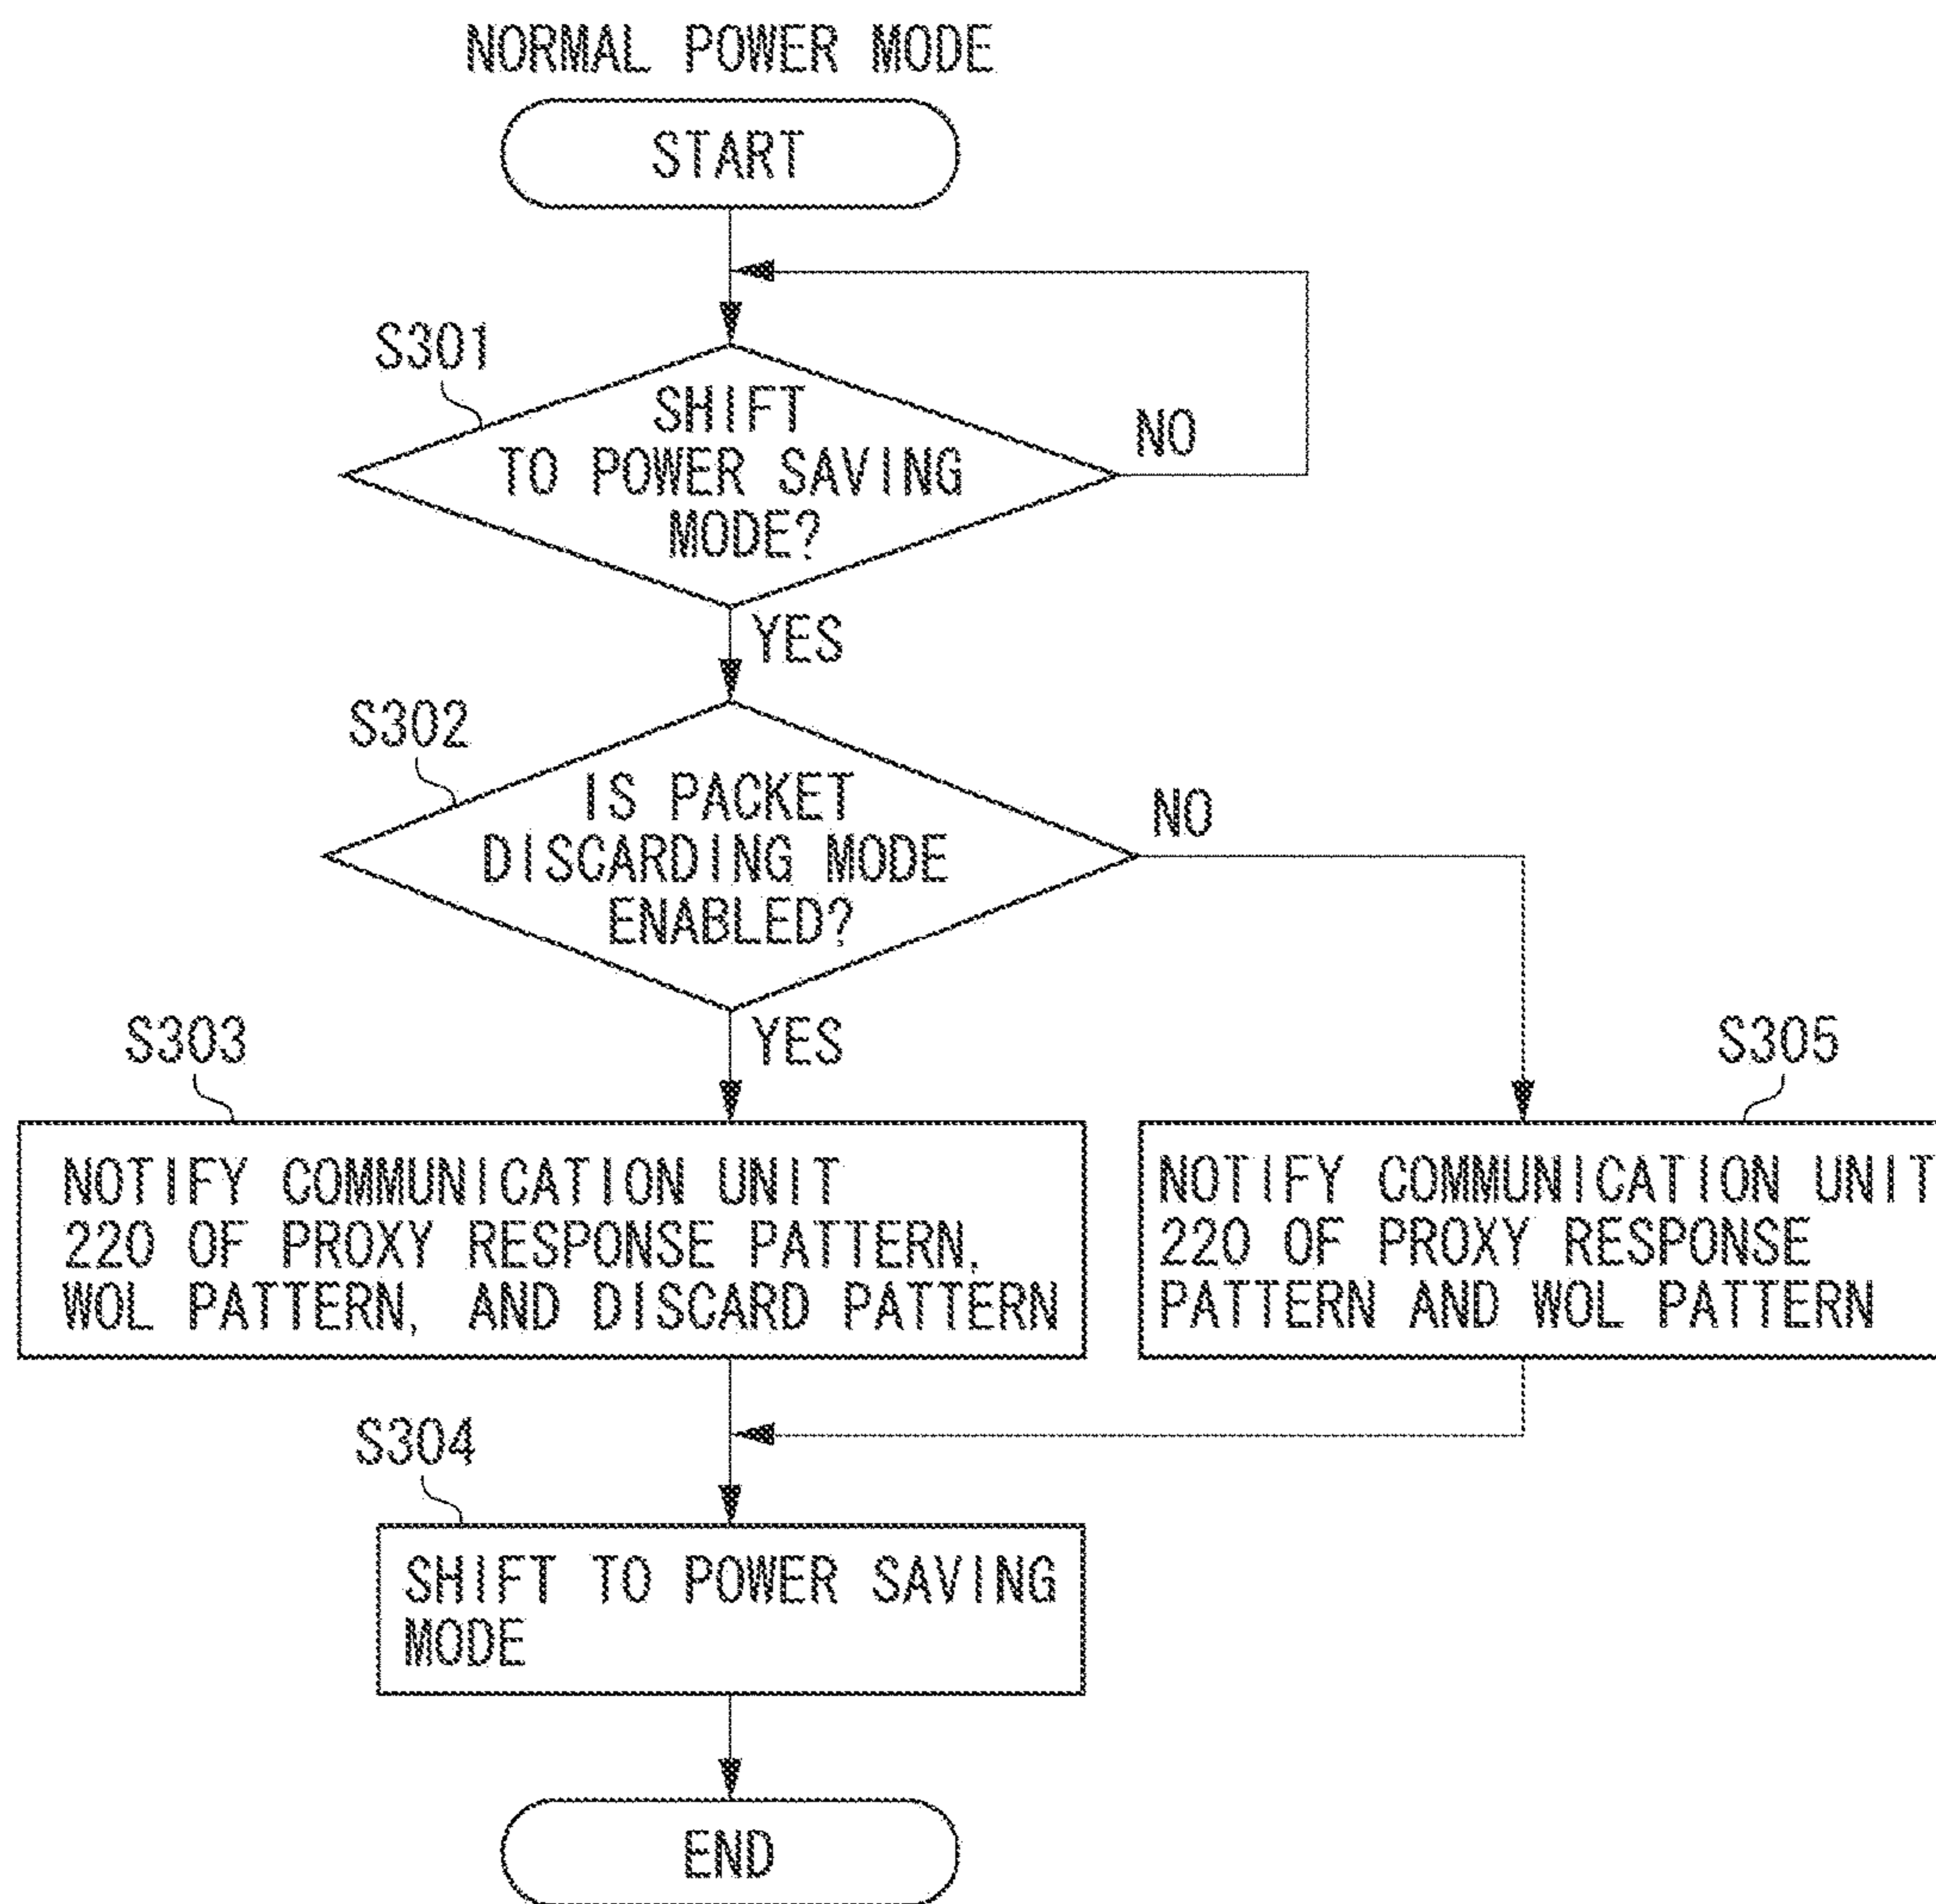 NORMAL POWER MODE
START
S301
SHIFT
TO POWER SAVING
MODE?
NO
YES
S302
IS PACKET
DISCARDING MODE
ENABLED?
NO
YES
S303
NOTIFY COMMUNICATION UNIT
220 OF PROXY RESPONSE PATTERN,
WOL PATTERN, AND DISCARD PATTERN
S305
NOTIFY COMMUNICATION UNIT
220 OF PROXY RESPONSE
PATTERN AND WOL PATTERN
S304
SHIFT TO POWER SAVING
MODE
END